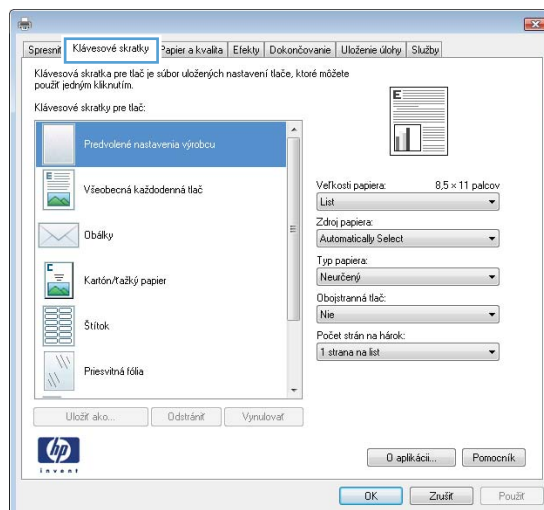 Spresniť Klávesové skratky Papier a kvalita Efekty Dokončovanie Uloženie úlohy Služby
Klávesová skratka pre tlač je súbor uložených nastavení tlače, ktoré môžete
použiť jedným kliknutím.
Klávesové skratky pre tlač:
Predvolené nastavenia výrobcu
Všeobecná každodenná tlač
Obálky
Kartón/ťažký papier
Štítok
Priesvitná fólia
Uložiť ako...
Odstrániť
Vynulovať
E
Veľkosti papiera: 8,5 × 11 palcov
List
Zdroj papiera:
Automatically Select
Typ papiera:
Neurčený
Obojstranná tlač:
Nie
Počet strán na hárok:
1 strana na list
hp
invent
O aplikácii...
Pomocník
OK
Zrušiť
Použiť